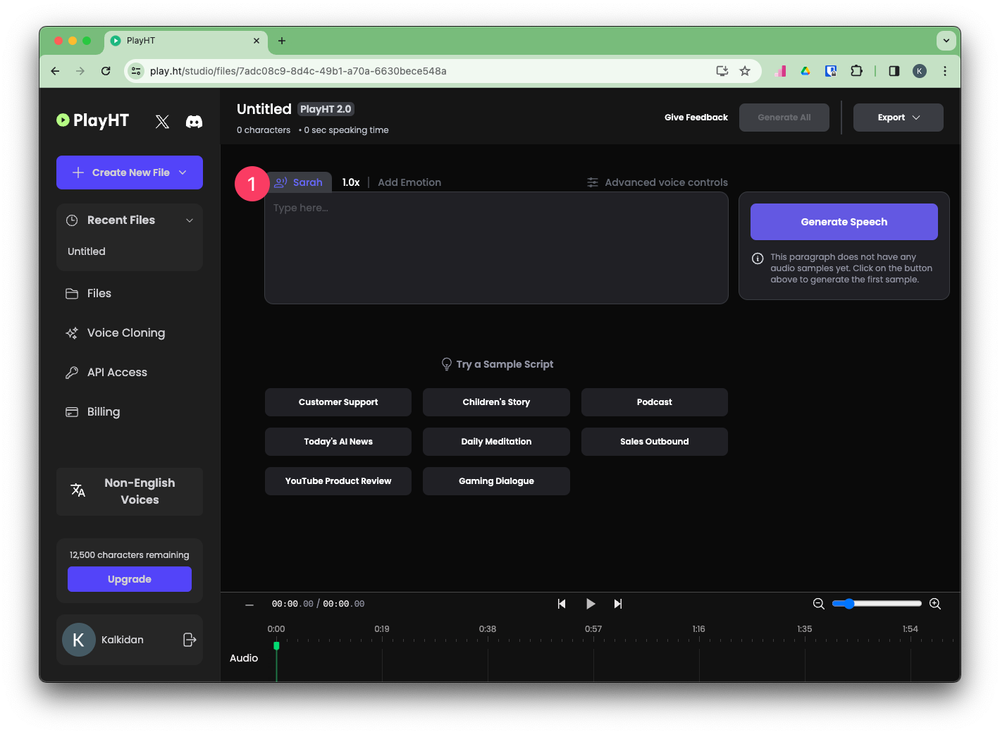 PlayHT
play.ht/studio/files/7adc08c9-8d4c-49b1-a70a-6630bece548a
K
PlayHT
Create New File
Recent Files
Untitled
Files
Voice Cloning
API Access
Billing
Non-English
Voices
12,500 characters remaining
Upgrade
K
Kalkidan
Untitled PlayHT 2.0
0 characters • 0 sec speaking time
Give Feedback
Generate All
Export
1
Sarah 1.0x Add Emotion
Advanced voice controls
Type here...
Generate Speech
This paragraph does not have any
audio samples yet. Click on the button
above to generate the first sample.
Try a Sample Script
Customer Support
Children's Story
Podcast
Today's AI News
Daily Meditation
Sales Outbound
YouTube Product Review
Gaming Dialogue
00:00.00 / 00:00.00
0:00 0:19 0:38 0:57 1:16 1:35 1:54
Audio